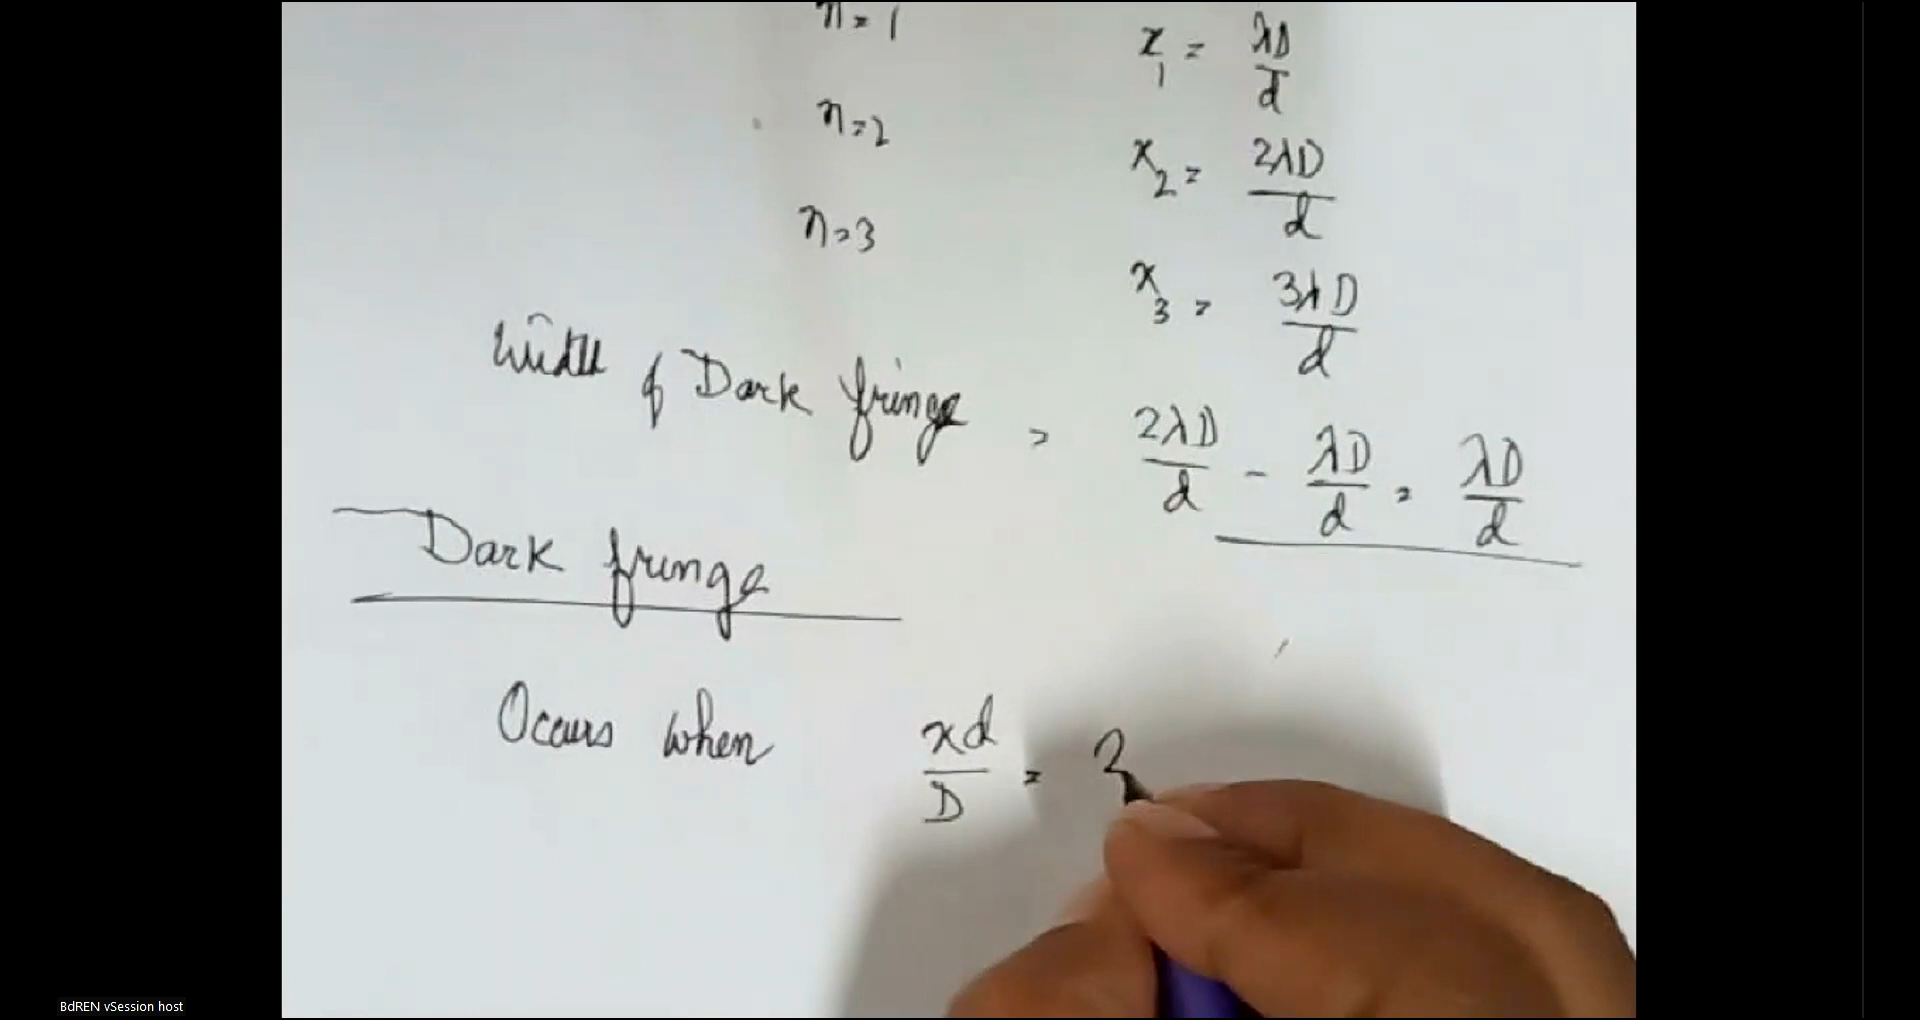 n = 1 x₁ = λD/d
n=2 x₂ = 2λD/d
n=3 x₃ = 3λD/d
Width of Dark fringe = 2λD/d - λD/d = λD/d
Dark fringe
Occurs when xd/D =
BdREN vSession host